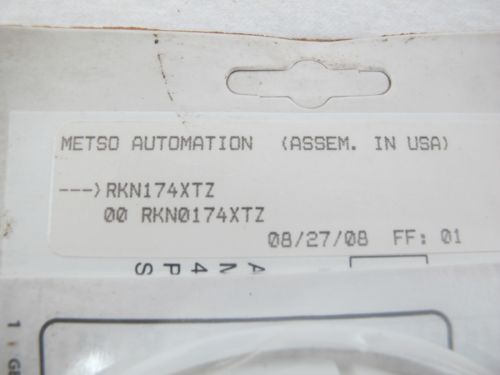 METSO AUTOMATION (ASSEM. IN USA)
--->RKN174XTZ
00 RKN0174XTZ
08/27/08 FF: 01